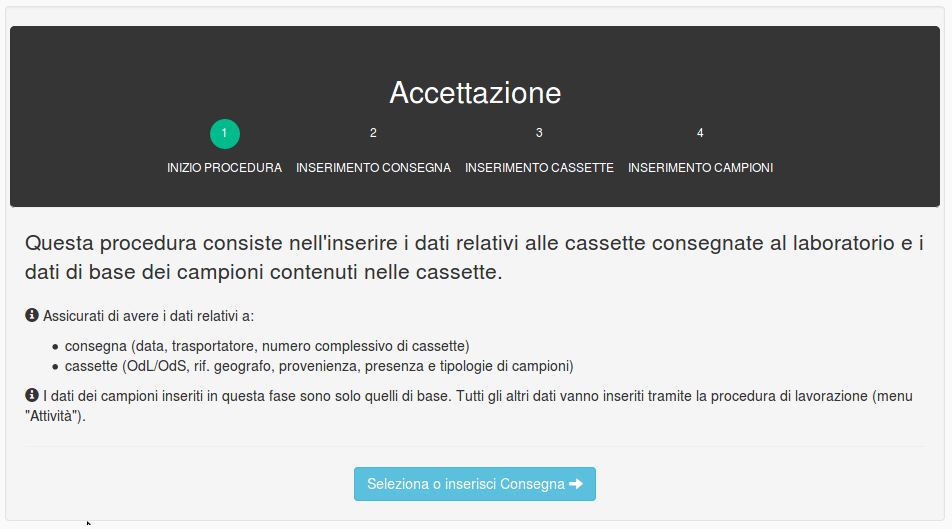 Accettazione
1 2 3 4
INIZIO PROCEDURA INSERIMENTO CONSEGNA INSERIMENTO CASSETTE INSERIMENTO CAMPIONI
Questa procedura consiste nell'inserire i dati relativi alle cassette consegnate al laboratorio e i
dati di base dei campioni contenuti nelle cassette.
Assicurati di avere i dati relativi a:
• consegna (data, trasportatore, numero complessivo di cassette)
• cassette (OdL/OdS, rif. geografo, provenienza, presenza e tipologie di campioni)
I dati dei campioni inseriti in questa fase sono solo quelli di base. Tutti gli altri dati vanno inseriti tramite la procedura di lavorazione (menu
"Attività").
Seleziona o inserisci Consegna